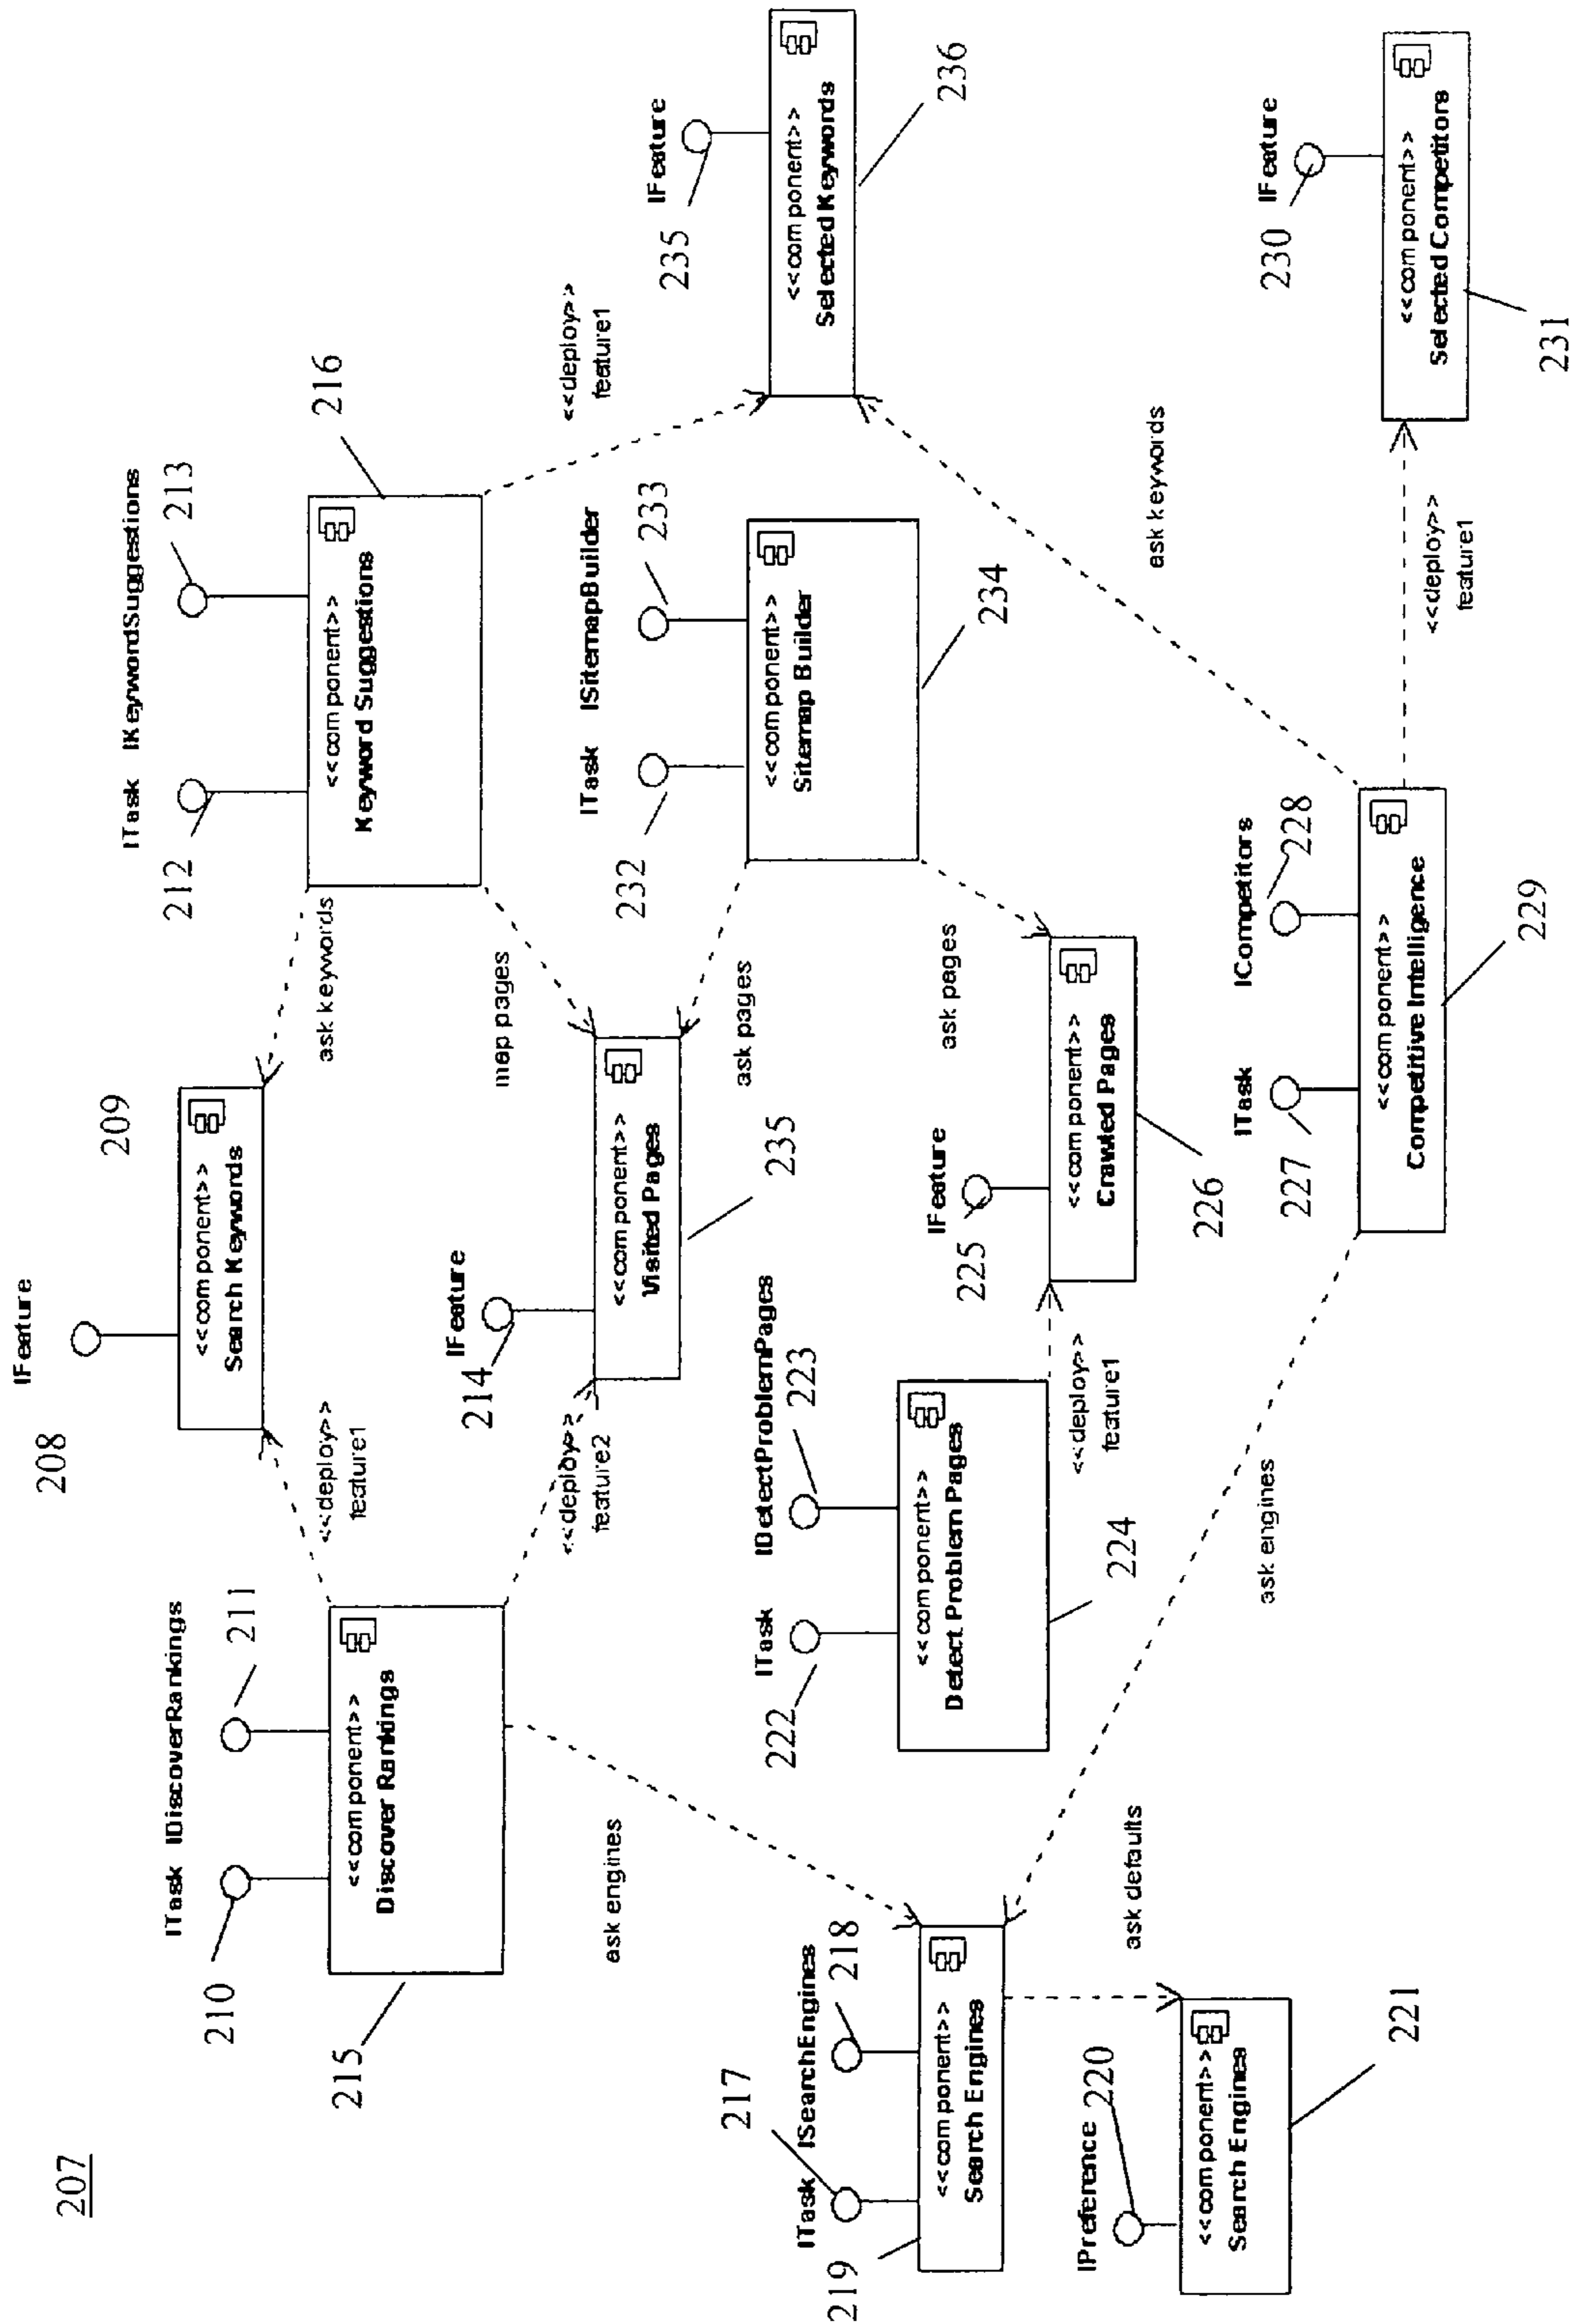 207
IFeature
208
209
<<component>>
Search Keywords
ITask IDiscoverRankings
210
211
<<component>>
Discover Rankings
215
<<deploy>>
feature1
ask keywords
ITask IKeywordSuggestions
212
213
<<component>>
Keyword Suggestions
216
<<deploy>>
feature2
IFeature
214
<<component>>
Visited Pages
235
map pages
ask pages
ITask ISitemapBuilder
232
233
<<component>>
Sitemap Builder
234
<<deploy>>
feature1
IFeature
235
<<component>>
Selected Keywords
236
ask engines
ITask ISearchEngines
217
218
<<component>>
Search Engines
219
ask defaults
IPreference
220
<<component>>
Search Engines
221
ITask IDetectProblemPages
222
223
<<component>>
Detect Problem Pages
224
<<deploy>>
feature1
IFeature
225
<<component>>
Crawled Pages
226
ask pages
ask engines
ITask ICompetitors
227
228
<<component>>
Competitive Intelligence
229
ask keywords
<<deploy>>
feature1
IFeature
230
<<component>>
Selected Competitors
231